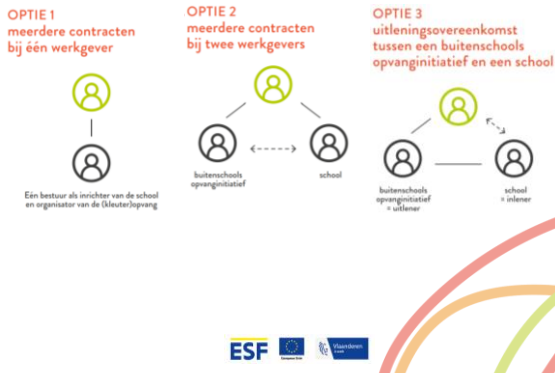 OPTIE 1
meerdere contracten
bij één werkgever
Eén bestuur als inrichter van de school
en organisator van de (kleuter)opvang
OPTIE 2
meerdere contracten
bij twee werkgevers
buitenschools
opvanginitiatief
school
OPTIE 3
uitleningsovereenkomst
tussen een buitenschools
opvanginitiatief en een school
buitenschools
opvanginitiatief
= uitlener
school
= inlener
ESF
Vlaanderen